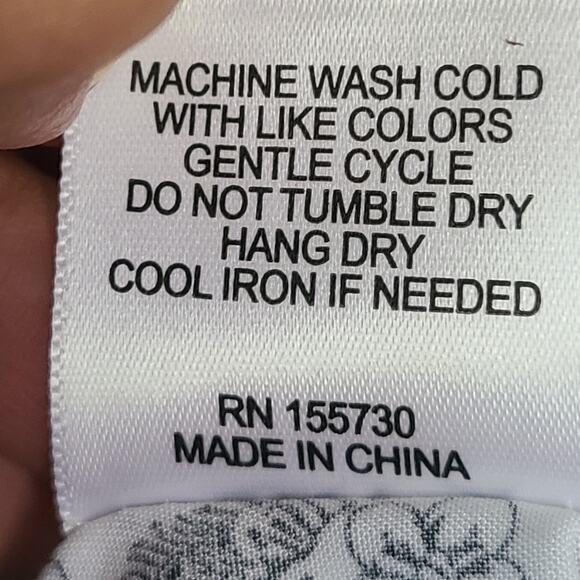 MACHINE WASH COLD
WITH LIKE COLORS
GENTLE CYCLE
DO NOT TUMBLE DRY
HANG DRY
COOL IRON IF NEEDED
RN 155730
MADE IN CHINA